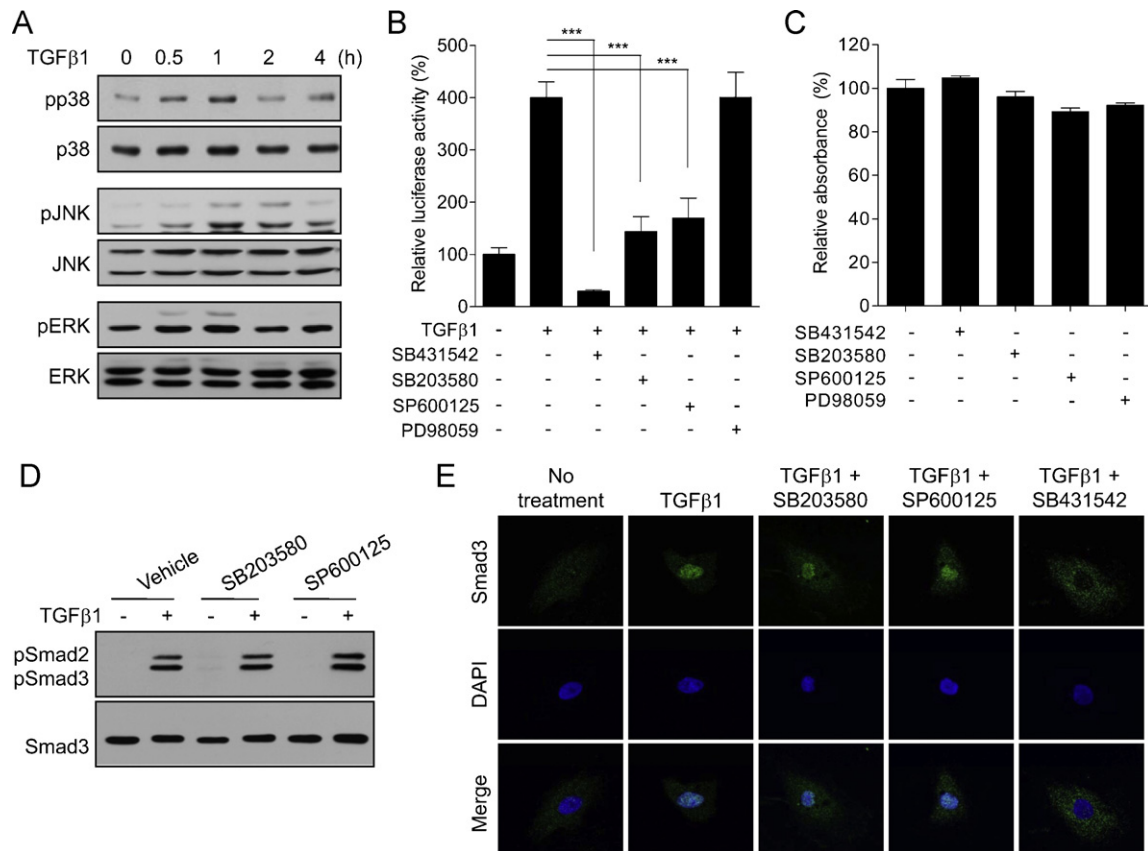 A
TGFβ1 0 0.5 1 2 4 (h)
pp38
p38
pJNK
JNK
pERK
ERK
B
Relative luciferase activity (%)
500
400
300
200
100
0
*** 
***
***
TGFβ1 - + + + + +
SB431542 - - + - - -
SB203580 - - - + - -
SP600125 - - - - + -
PD98059 - - - - - +
C
Relative absorbance (%)
120
100
80
60
40
20
0
SB431542 - + - - -
SB203580 - - + - -
SP600125 - - - + -
PD98059 - - - - +
D
Vehicle SB203580 SP600125
TGFβ1 - + - + - +
pSmad2
pSmad3
Smad3
E
No treatment
TGFβ1
TGFβ1 +
SB203580
TGFβ1 +
SP600125
TGFβ1 +
SB431542
Smad3
DAPI
Merge